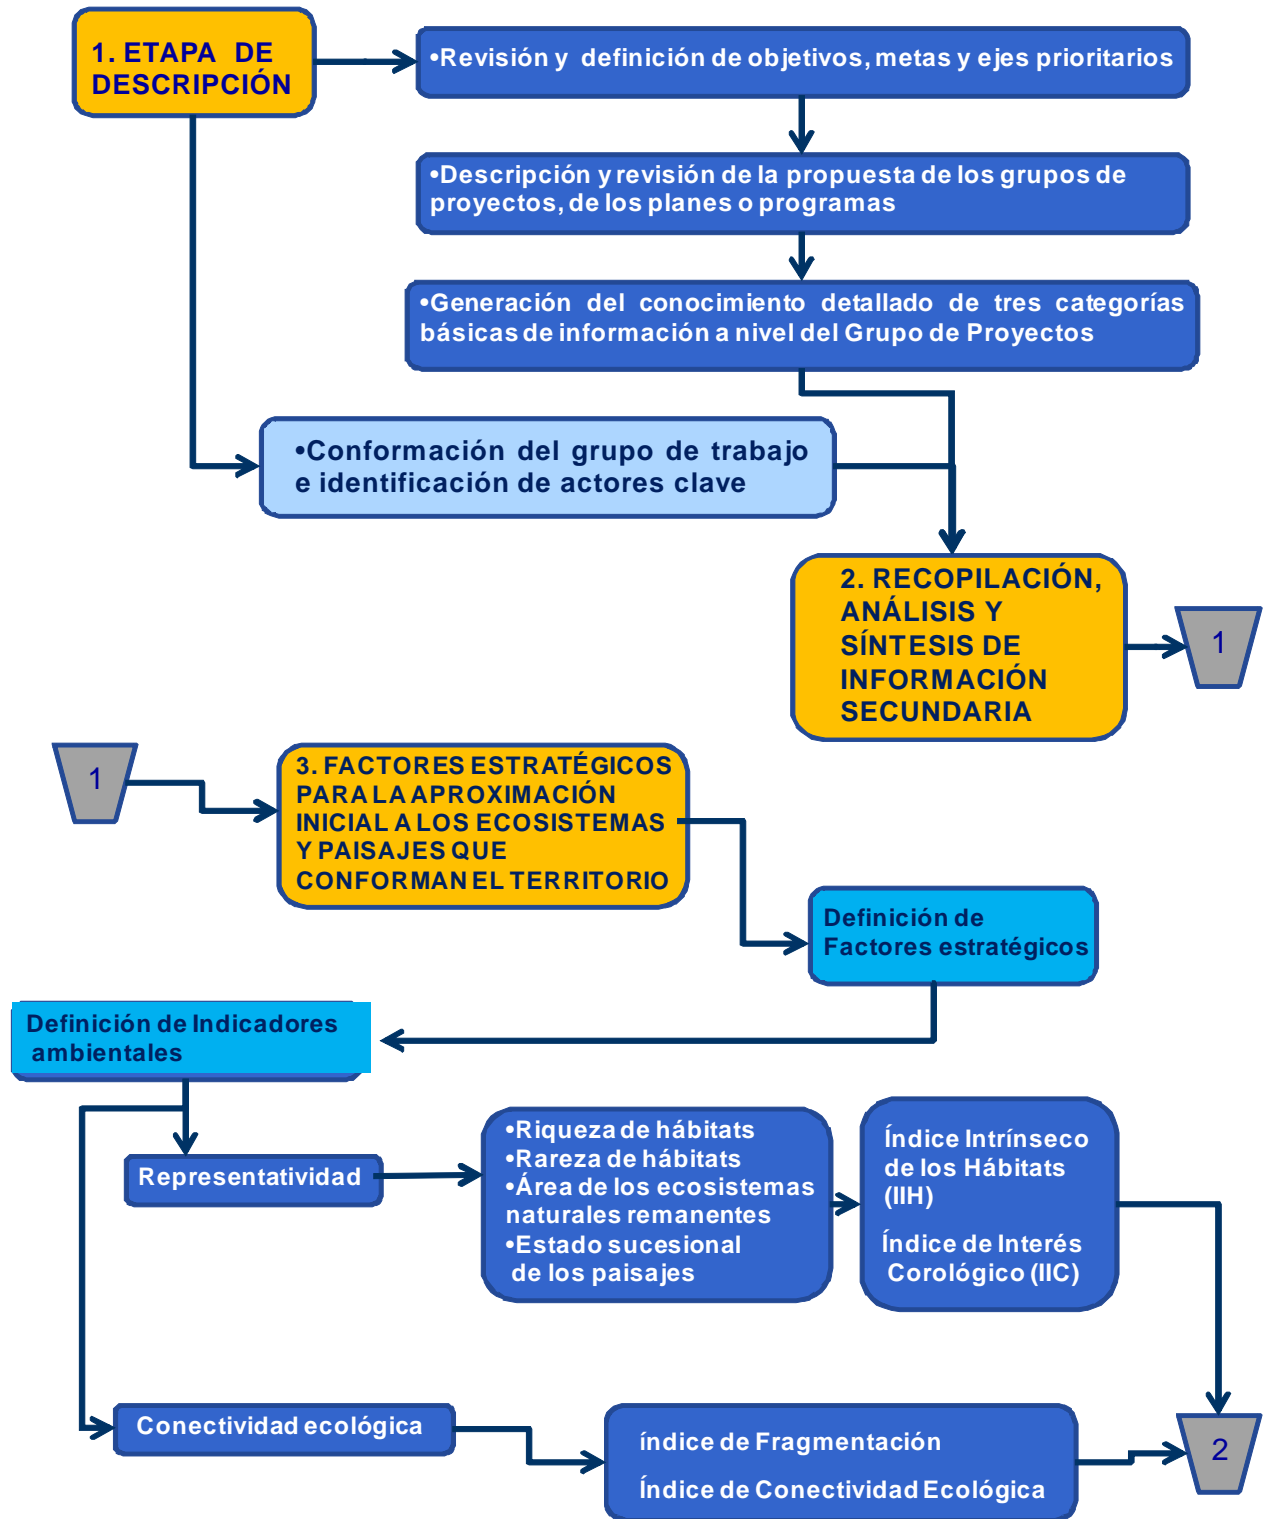 1. ETAPA DE
DESCRIPCIÓN
•Revisión y definición de objetivos, metas y ejes prioritarios
•Descripción y revisión de la propuesta de los grupos de
proyectos, de los planes o programas
•Generación del conocimiento detallado de tres categorías
básicas de información a nivel del Grupo de Proyectos
•Conformación del grupo de trabajo
e identificación de actores clave
2. RECOPILACIÓN,
ANÁLISIS Y
SÍNTESIS DE
INFORMACIÓN
SECUNDARIA
1
1
3. FACTORES ESTRATÉGICOS
PARA LA APROXIMACIÓN
INICIAL A LOS ECOSISTEMAS
Y PAISAJES QUE
CONFORMAN EL TERRITORIO
Definición de
Factores estratégicos
Definición de Indicadores
ambientales
Representatividad
•Riqueza de hábitats
•Rareza de hábitats
•Área de los ecosistemas
naturales remanentes
•Estado sucesional
de los paisajes
Índice Intrínseco
de los Hábitats
(IIH)
Índice de Interés
Corológico (IIC)
Conectividad ecológica
índice de Fragmentación
Índice de Conectividad Ecológica
2